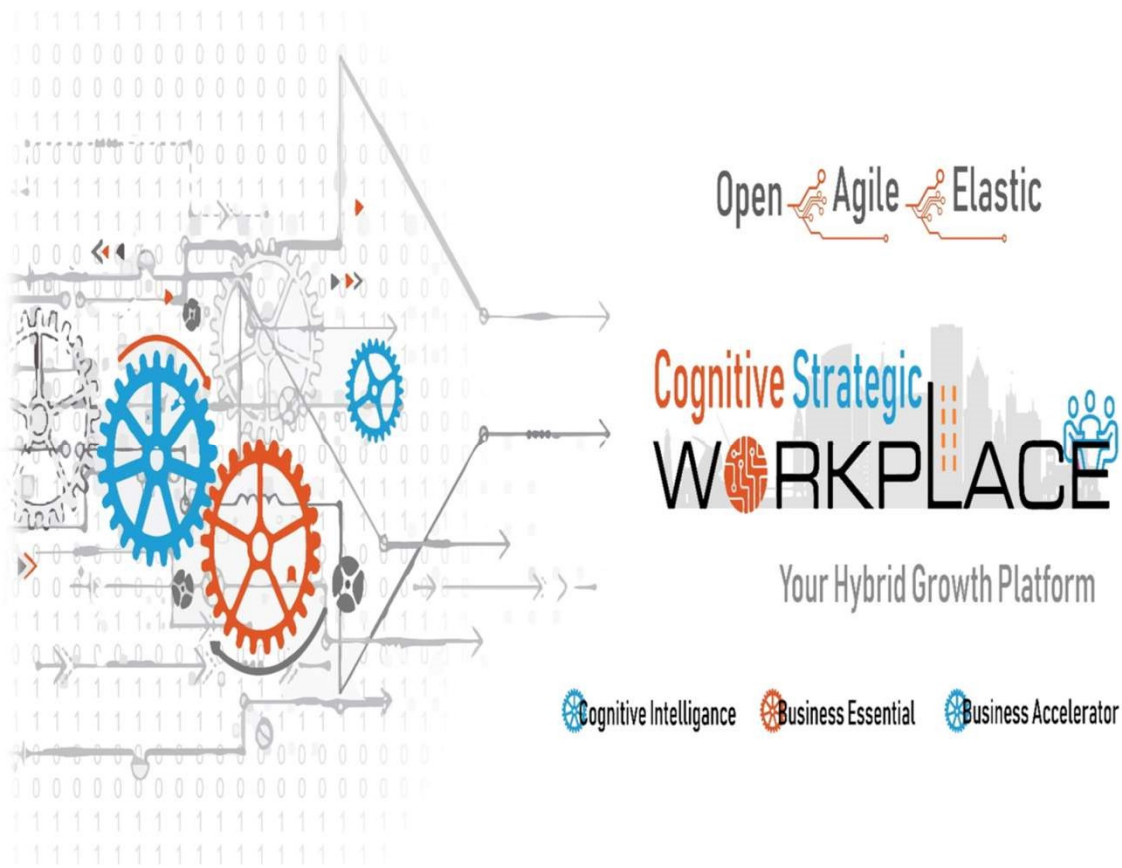 Open Agile Elastic
Cognitive Strategic
WORKPLACE
Your Hybrid Growth Platform
Cognitive Intelligance Business Essential Business Accelerator